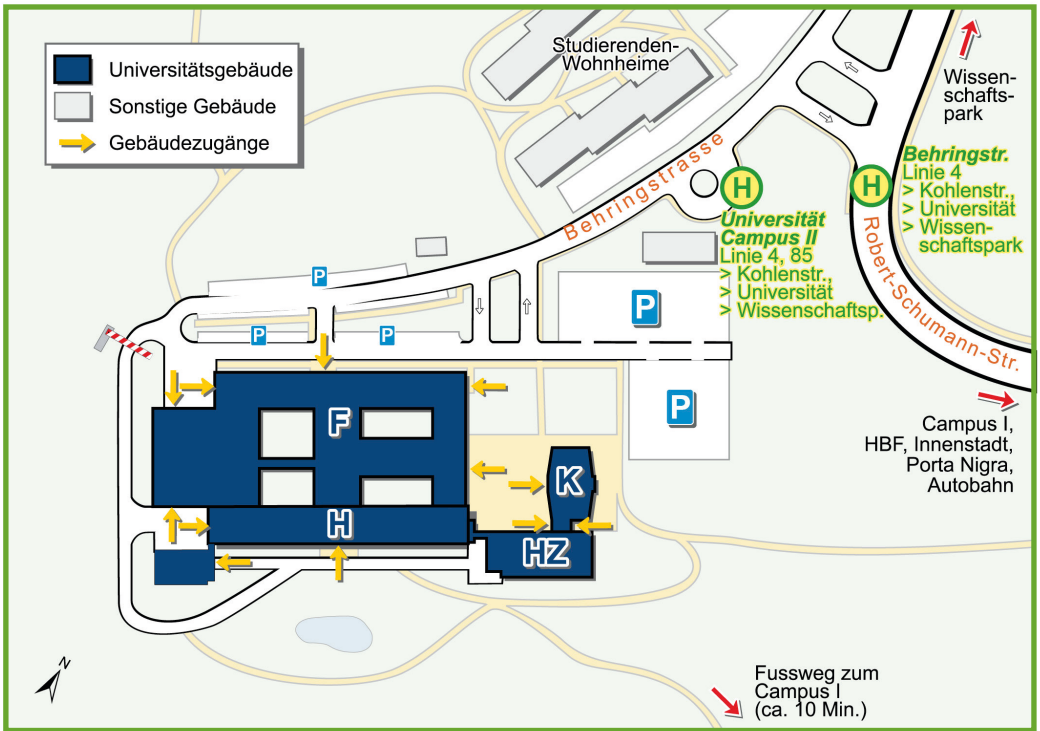 Universitätsgebäude
Sonstige Gebäude
Gebäudezugänge
Studierenden-
Wohnheime
Wissen-
schafts-
park
Behringstrasse
H
Universität
Campus II
Linie 4, 85
> Kohlenstr.,
> Universität
> Wissenschaftsp.
H
Behringstr.
Linie 4
> Kohlenstr.,
> Universität
> Wissen-
schaftspark
Robert-Schumann-Str.
P
P
P
P
P
Campus I,
HBF, Innenstadt,
Porta Nigra,
Autobahn
F
K
H
HZ
N
Fussweg zum
Campus I
(ca. 10 Min.)